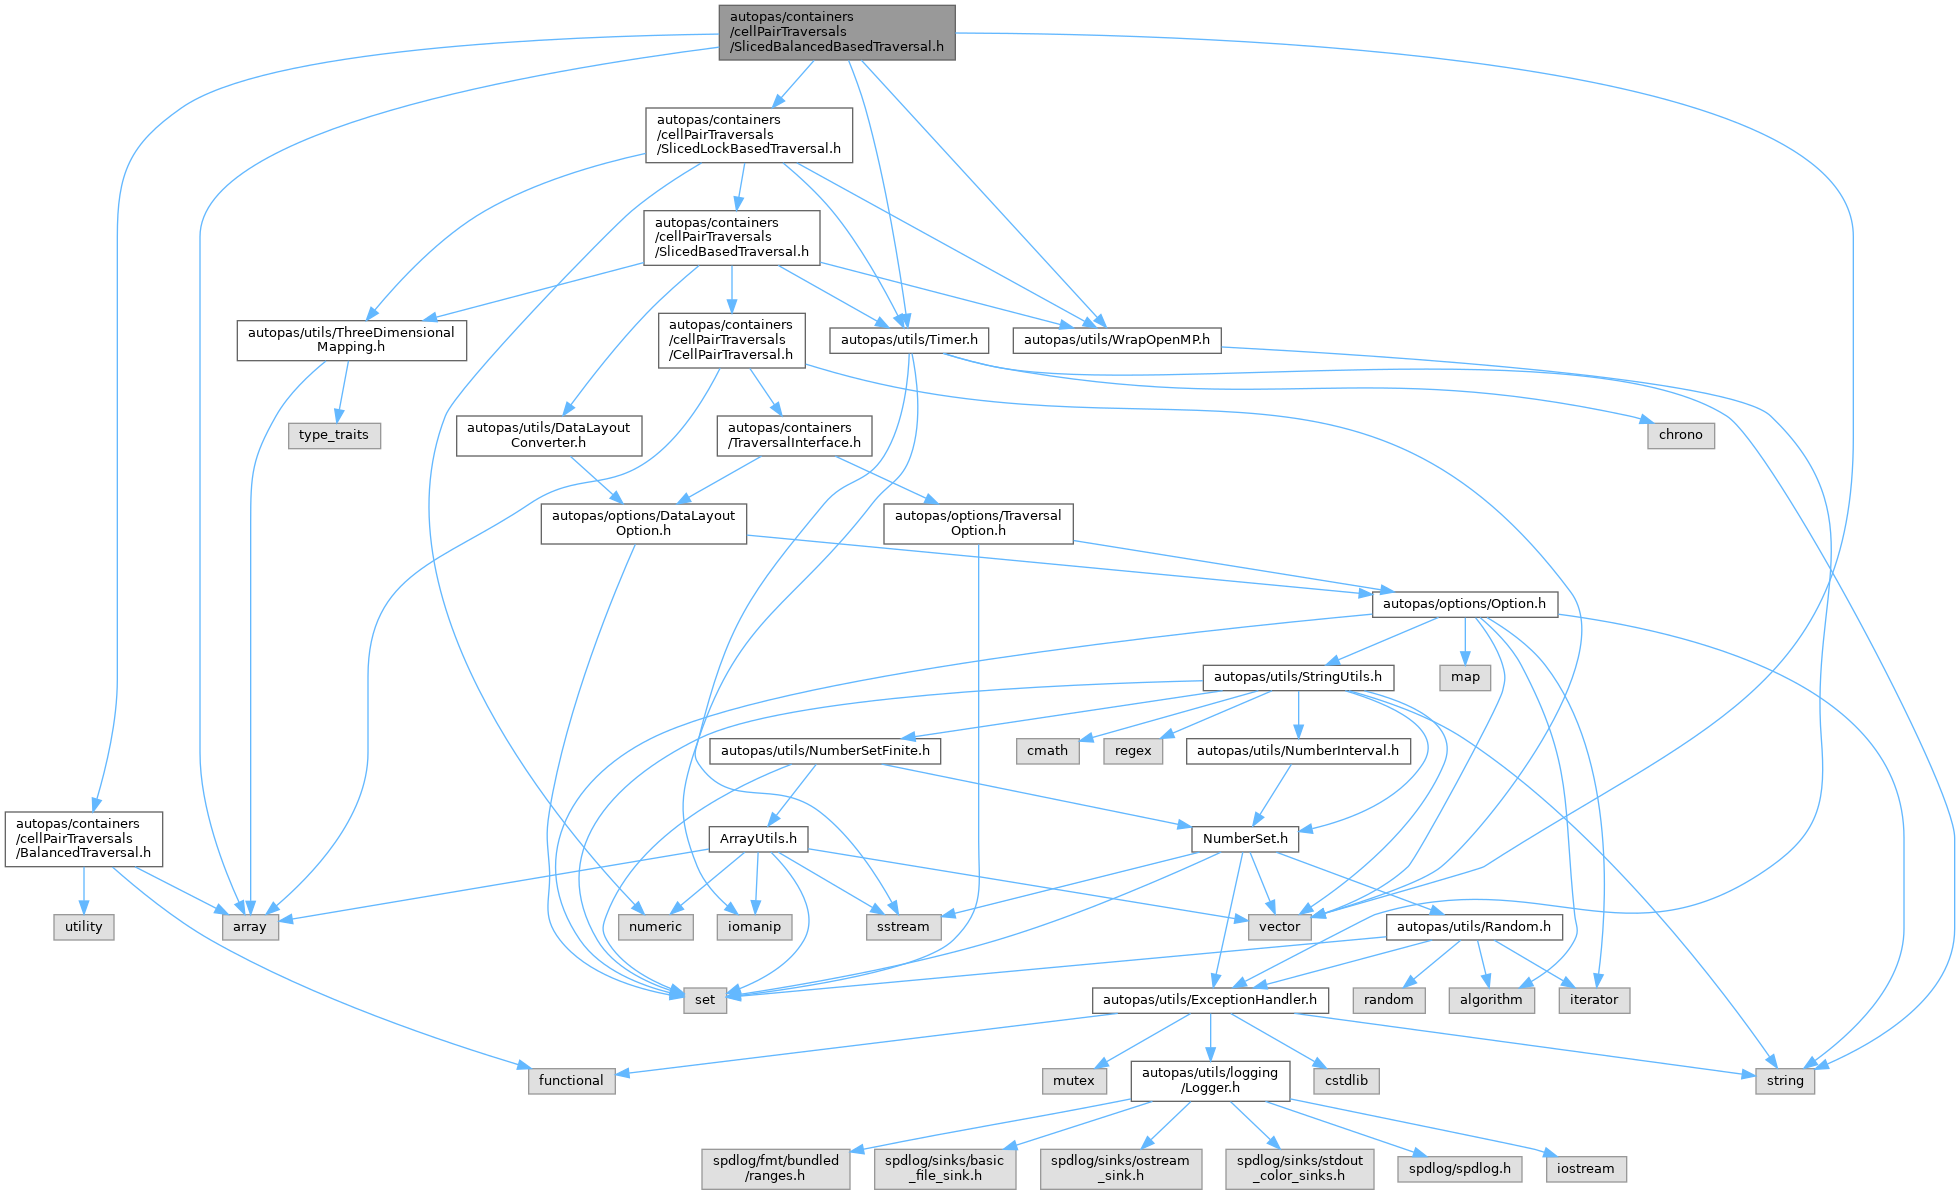 autopas/containers
/cellPairTraversals
/SlicedBalancedBasedTraversal.h
autopas/containers
/cellPairTraversals
/SlicedLockBasedTraversal.h
autopas/containers
/cellPairTraversals
/SlicedBasedTraversal.h
autopas/utils/ThreeDimensional
Mapping.h
autopas/containers
/cellPairTraversals
/CellPairTraversal.h
autopas/utils/Timer.h
autopas/utils/WrapOpenMP.h
type_traits
autopas/utils/DataLayout
Converter.h
autopas/containers
/TraversalInterface.h
chrono
autopas/options/DataLayout
Option.h
autopas/options/Traversal
Option.h
autopas/options/Option.h
autopas/utils/StringUtils.h
map
autopas/utils/NumberSetFinite.h
cmath
regex
autopas/utils/NumberInterval.h
autopas/containers
/cellPairTraversals
/BalancedTraversal.h
ArrayUtils.h
NumberSet.h
utility
array
numeric
iomanip
sstream
vector
autopas/utils/Random.h
set
autopas/utils/ExceptionHandler.h
random
algorithm
iterator
functional
mutex
autopas/utils/logging
/Logger.h
cstdlib
string
spdlog/fmt/bundled
/ranges.h
spdlog/sinks/basic
_file_sink.h
spdlog/sinks/ostream
_sink.h
spdlog/sinks/stdout
_color_sinks.h
spdlog/spdlog.h
iostream